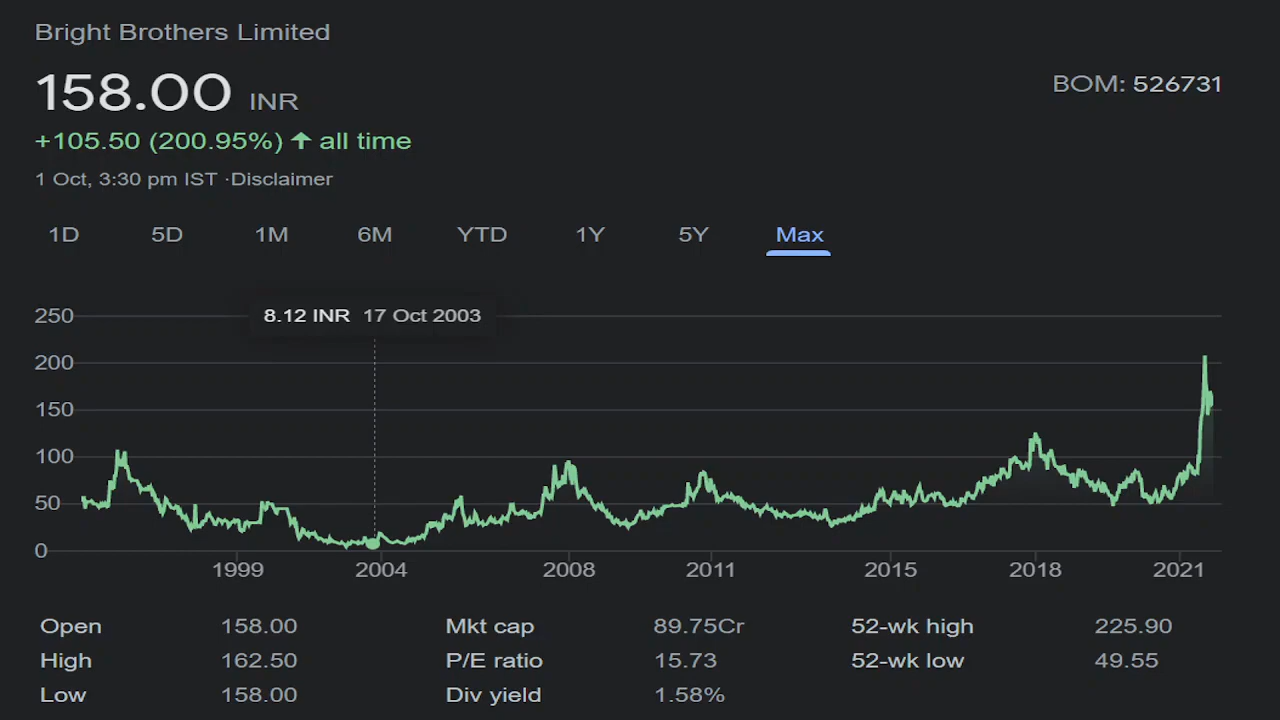 Bright Brothers Limited
158.00 INR
BOM: 526731
+105.50 (200.95%) ↑ all time
1 Oct, 3:30 pm IST ·Disclaimer
1D 5D 1M 6M YTD 1Y 5Y Max
8.12 INR 17 Oct 2003
250
200
150
100
50
0
1999 2004 2008 2011 2015 2018 2021
Open 158.00 Mkt cap 89.75Cr 52-wk high 225.90
High 162.50 P/E ratio 15.73 52-wk low 49.55
Low 158.00 Div yield 1.58%